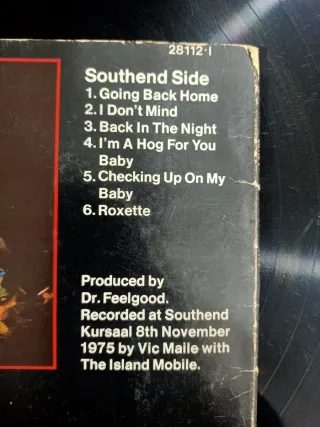 28112·I
Southend Side
1. Going Back Home
2. I Don't Mind
3. Back In The Night
4. I'm A Hog For You
Baby
5. Checking Up On My
Baby
6. Roxette
Produced by
Dr. Feelgood.
Recorded at Southend
Kursaal 8th November
1975 by Vic Maile with
The Island Mobile.